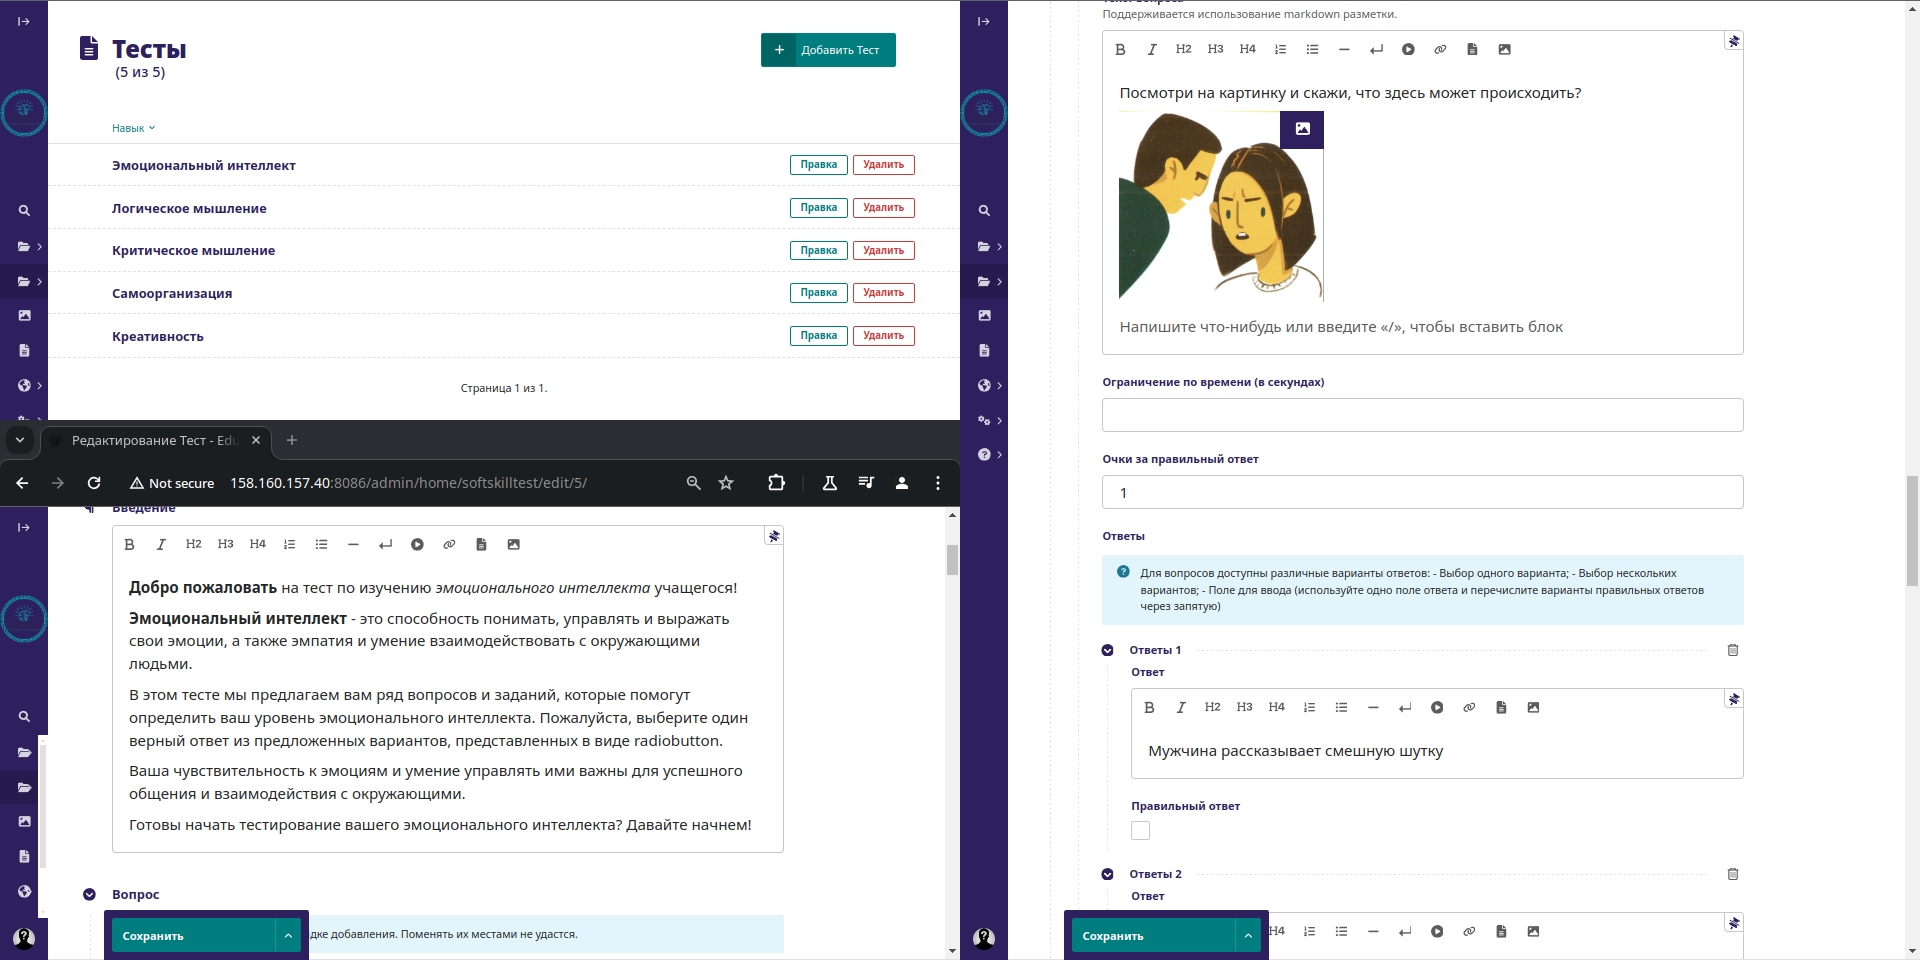 Тесты
(5 из 5)
Добавить Тест
Навык
Эмоциональный интеллект
Правка
Удалить
Логическое мышление
Правка
Удалить
Критическое мышление
Правка
Удалить
Самоорганизация
Правка
Удалить
Креативность
Правка
Удалить
Страница 1 из 1.
Редактирование Тест - Edu
Not secure
158.160.157.40:8086/admin/home/softskilltest/edit/5/
Введение
B I H2 H3 H4
Добро пожаловать на тест по изучению эмоционального интеллекта учащегося!
Эмоциональный интеллект - это способность понимать, управлять и выражать
свои эмоции, а также эмпатия и умение взаимодействовать с окружающими
людьми.
В этом тесте мы предлагаем вам ряд вопросов и заданий, которые помогут
определить ваш уровень эмоционального интеллекта. Пожалуйста, выберите один
верный ответ из предложенных вариантов, представленных в виде radiobutton.
Ваша чувствительность к эмоциям и умение управлять ими важны для успешного
общения и взаимодействия с окружающими.
Готовы начать тестирование вашего эмоционального интеллекта? Давайте начнем!
Вопрос
дке добавления. Поменять их местами не удастся.
Сохранить
Поддерживается использование markdown разметки.
B I H2 H3 H4
Посмотри на картинку и скажи, что здесь может происходить?
Напишите что-нибудь или введите «/», чтобы вставить блок
Ограничение по времени (в секундах)
Очки за правильный ответ
1
Ответы
Для вопросов доступны различные варианты ответов: - Выбор одного варианта; - Выбор нескольких
вариантов; - Поле для ввода (используйте одно поле ответа и перечислите варианты правильных ответов
через запятую)
Ответы 1
Ответ
B I H2 H3 H4
Мужчина рассказывает смешную шутку
Правильный ответ
Ответы 2
Ответ
H4
Сохранить